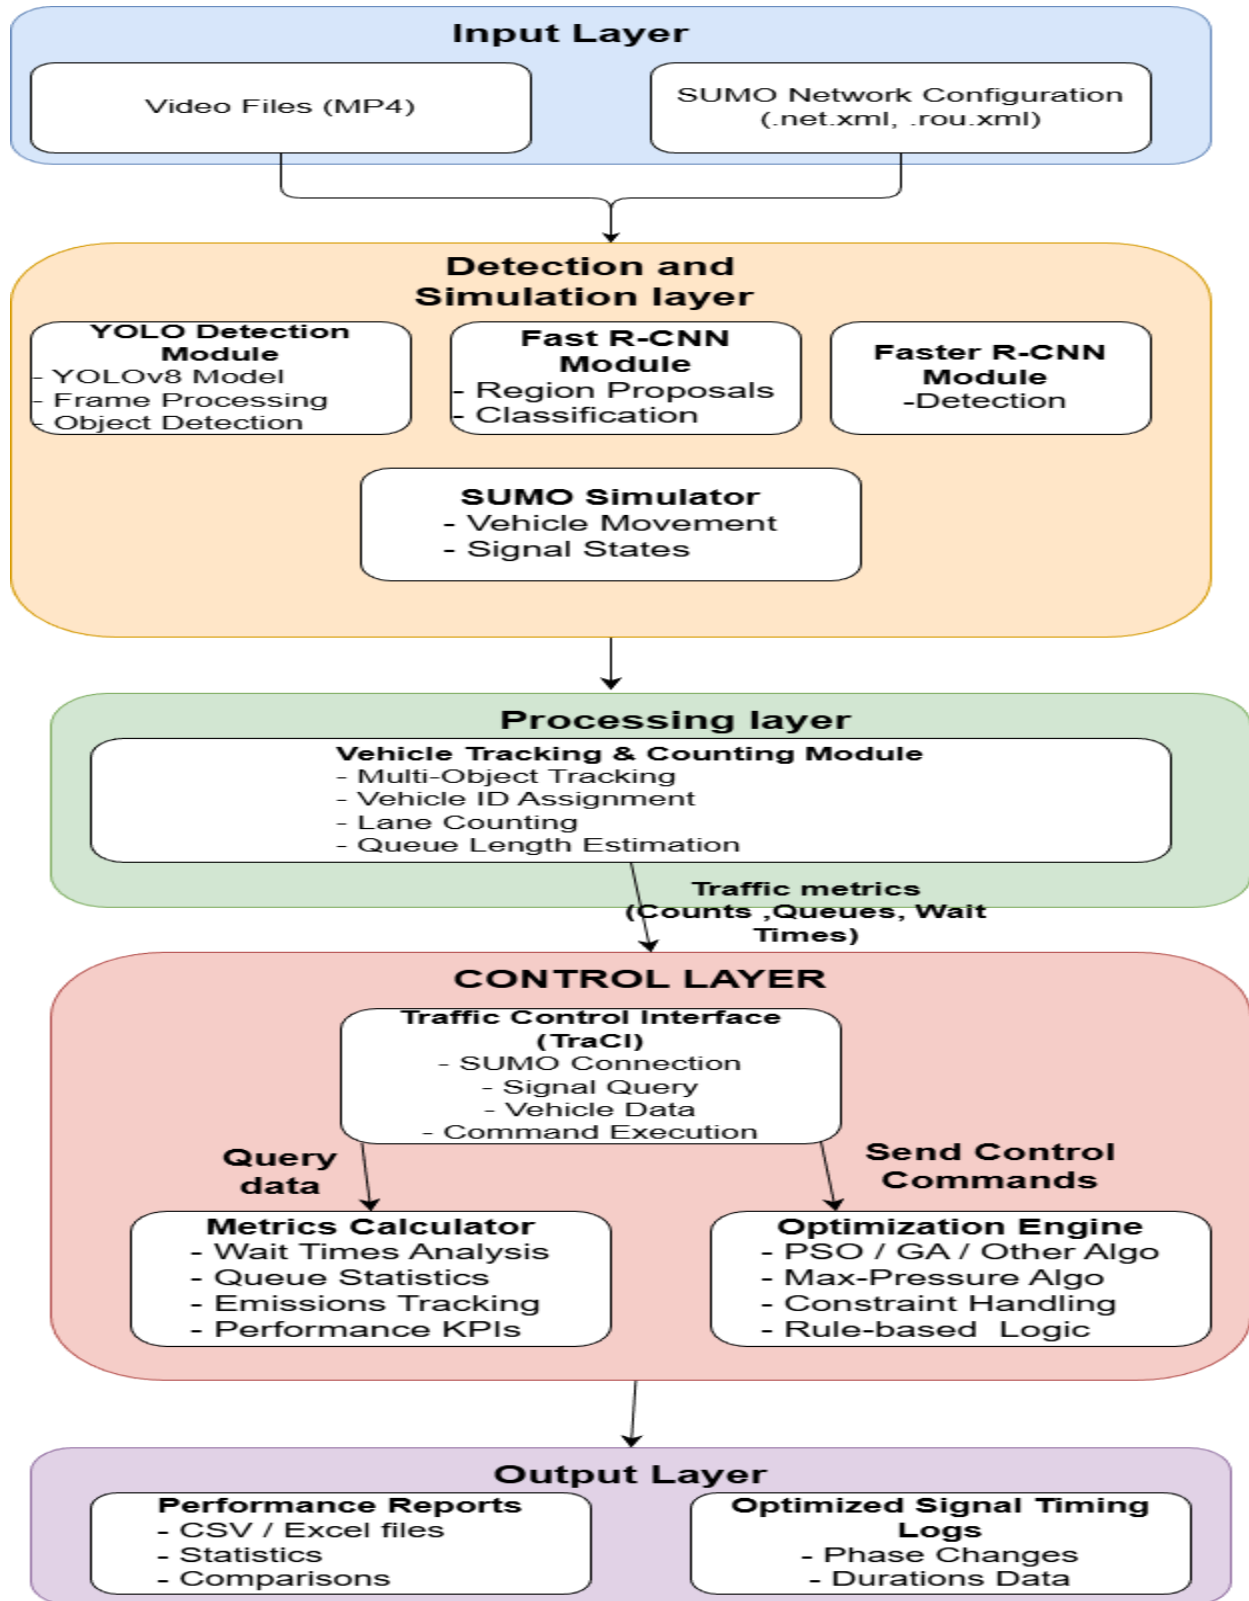 Input Layer
Video Files (MP4)
SUMO Network Configuration
(.net.xml, .rou.xml)
Detection and
Simulation layer
YOLO Detection
Module
- YOLOv8 Model
- Frame Processing
- Object Detection
Fast R-CNN
Module
- Region Proposals
- Classification
Faster R-CNN
Module
-Detection
SUMO Simulator
- Vehicle Movement
- Signal States
Processing layer
Vehicle Tracking & Counting Module
- Multi-Object Tracking
- Vehicle ID Assignment
- Lane Counting
- Queue Length Estimation
Traffic metrics
(Counts ,Queues, Wait
Times)
CONTROL LAYER
Traffic Control Interface
(TraCI)
- SUMO Connection
- Signal Query
- Vehicle Data
- Command Execution
Query
data
Send Control
Commands
Metrics Calculator
- Wait Times Analysis
- Queue Statistics
- Emissions Tracking
- Performance KPIs
Optimization Engine
- PSO / GA / Other Algo
- Max-Pressure Algo
- Constraint Handling
- Rule-based  Logic
Output Layer
Performance Reports
- CSV / Excel files
- Statistics
- Comparisons
Optimized Signal Timing
Logs
- Phase Changes
- Durations Data